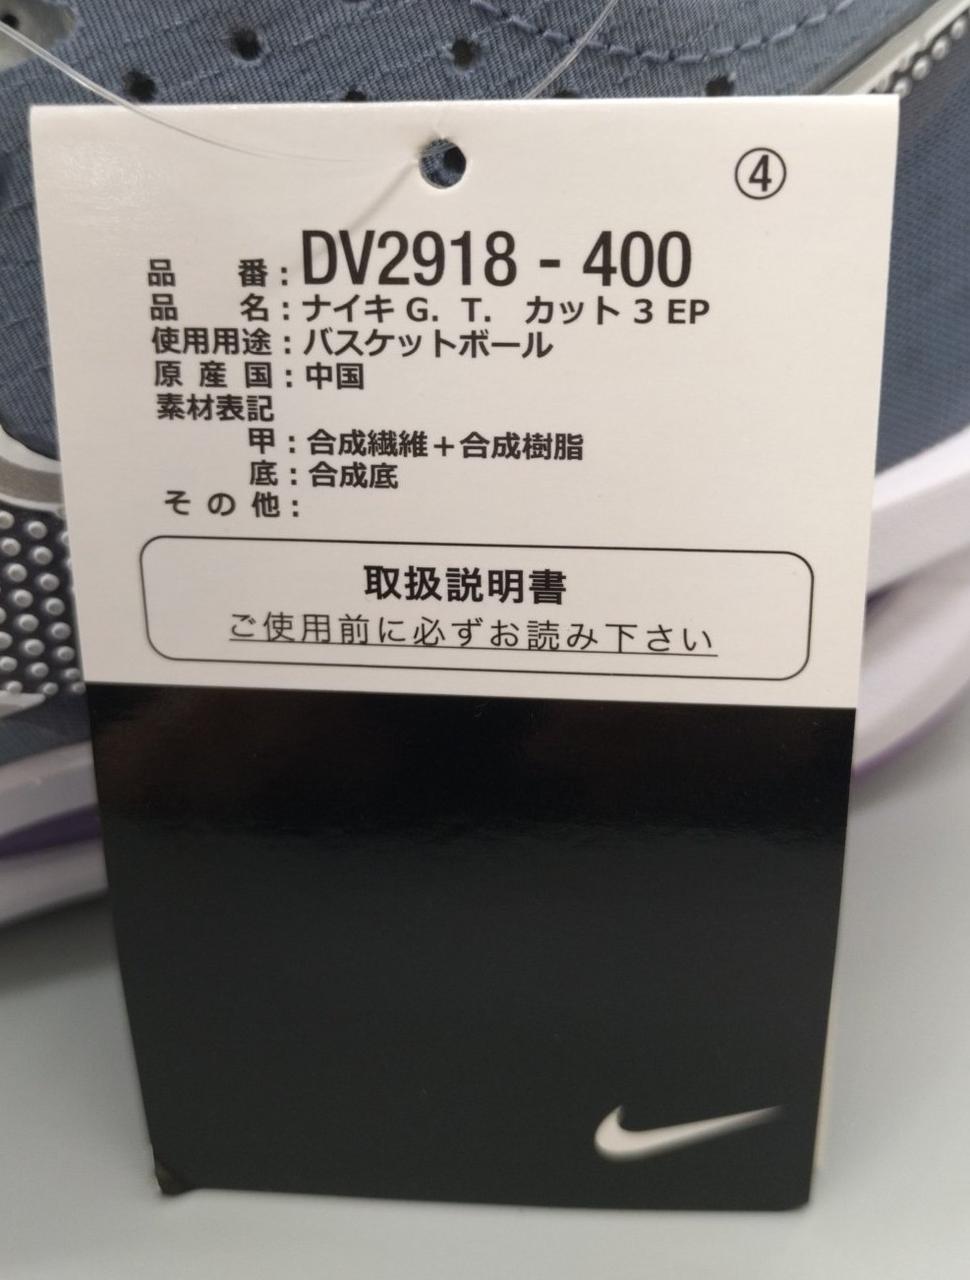 ④
品番：DV2918 - 400
品名：ナイキ G. T. カット 3 EP
使用用途：バスケットボール
原産国：中国
素材表記
甲：合成繊維＋合成樹脂
底：合成底
その他：
取扱説明書
ご使用前に必ずお読み下さい